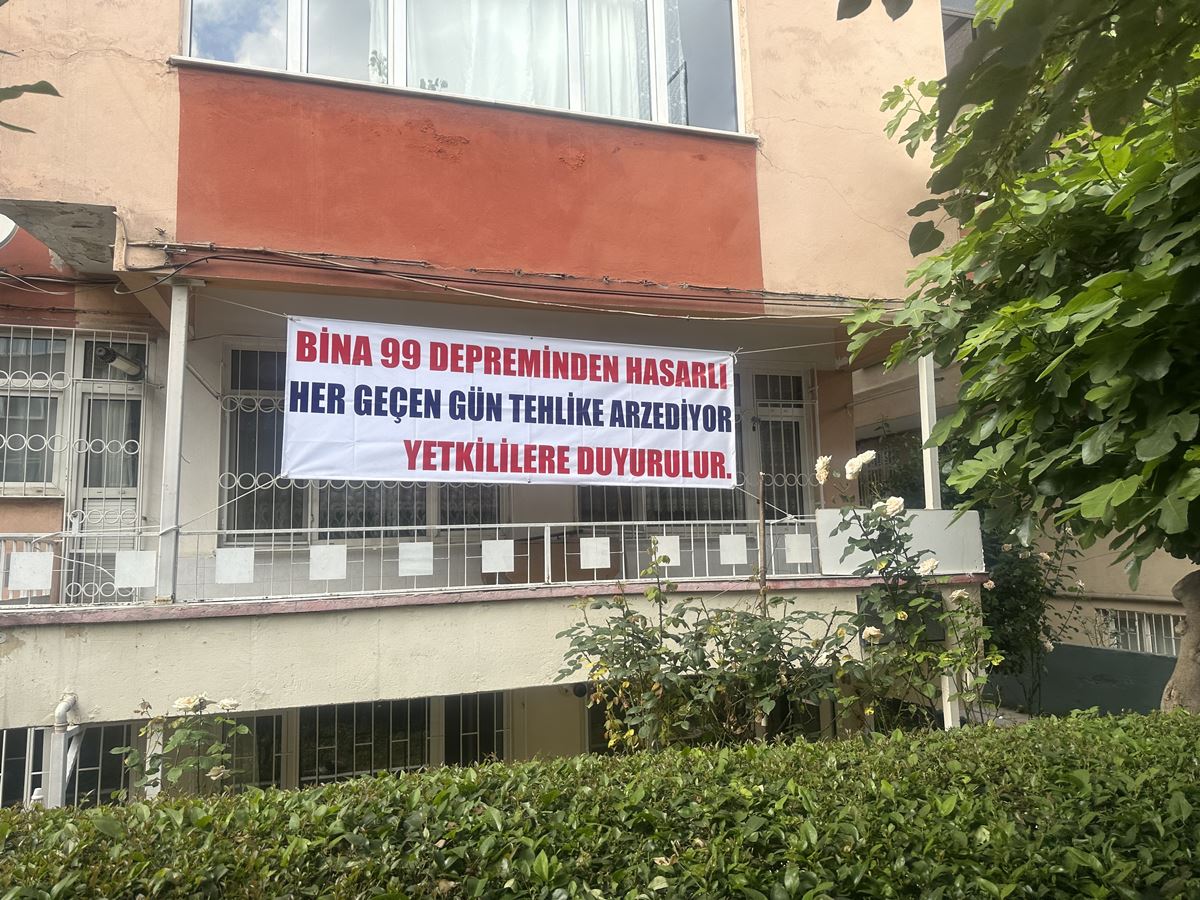 BİNA 99 DEPREMİNDEN HASARLI
HER GEÇEN GÜN TEHLİKE ARZEDİYOR
YETKİLİLERE DUYURULUR.